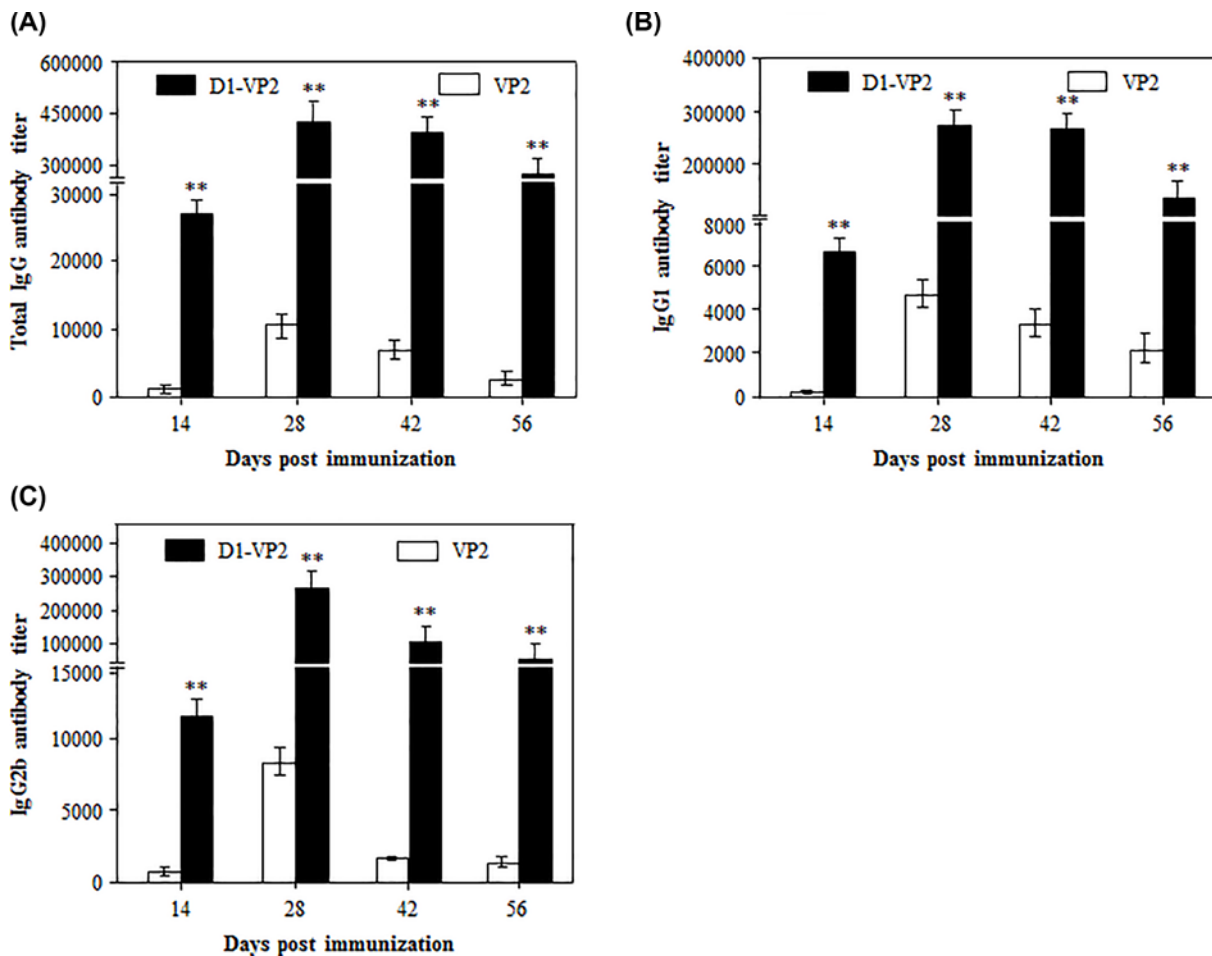 (A)
Total IgG antibody titer
600000
450000
300000
30000
20000
10000
0
D1-VP2
VP2
**
**
**
**
14 28 42 56
Days post immunization
(B)
IgG1 antibody titer
400000
300000
200000
8000
6000
4000
2000
0
D1-VP2
VP2
**
**
**
**
14 28 42 56
Days post immunization
(C)
IgG2b antibody titer
400000
300000
200000
100000
15000
10000
5000
0
D1-VP2
VP2
**
**
**
**
14 28 42 56
Days post immunization